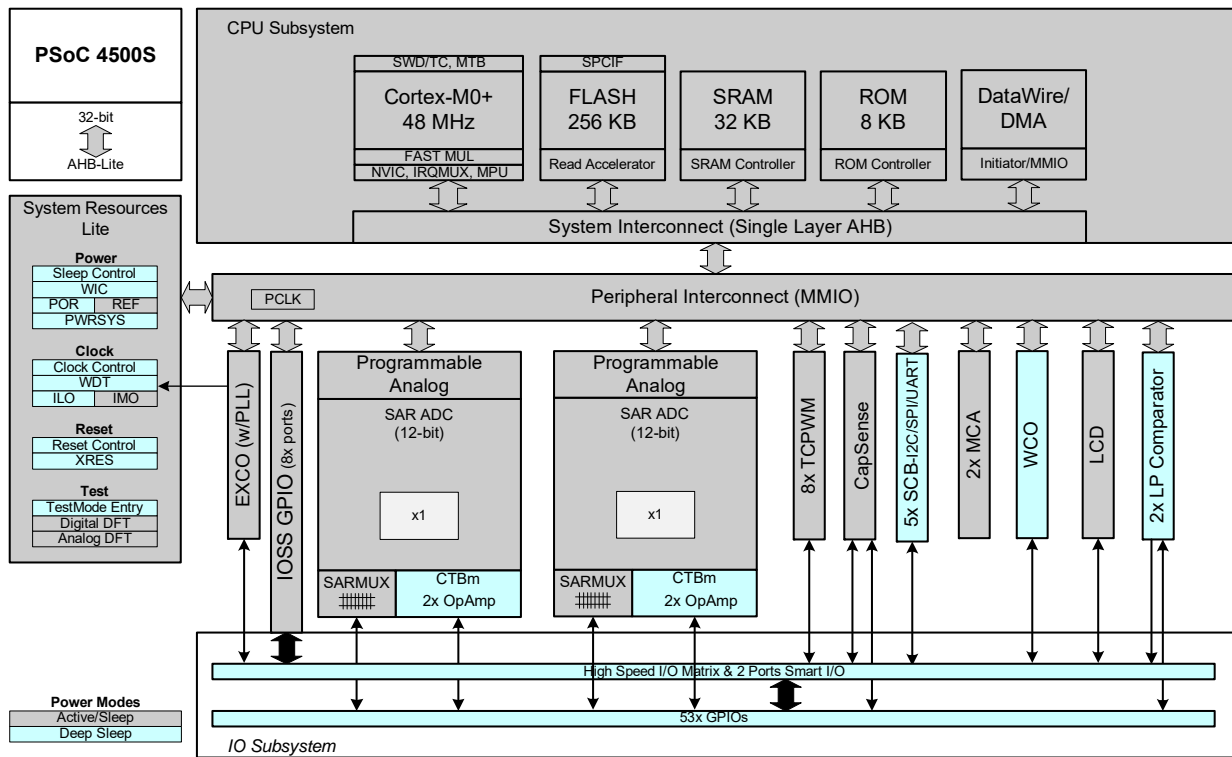 PSoC 4500S
32-bit
AHB-Lite
CPU Subsystem
SWD/TC, MTB
Cortex-M0+
48 MHz
FAST MUL
NVIC, IRQMUX, MPU
SPCIF
FLASH
256 KB
Read Accelerator
SRAM
32 KB
SRAM Controller
ROM
8 KB
ROM Controller
DataWire/
DMA
Initiator/MMIO
System Interconnect (Single Layer AHB)
System Resources
Lite
Power
Sleep Control
WIC
POR REF
PWRSYS
Clock
Clock Control
WDT
ILO IMO
Reset
Reset Control
XRES
Test
TestMode Entry
Digital DFT
Analog DFT
PCLK
Peripheral Interconnect (MMIO)
EXCO (w/PLL)
IOSS GPIO (8x ports)
Programmable
Analog
SAR ADC
(12-bit)
x1
SARMUX
CTBm
2x OpAmp
Programmable
Analog
SAR ADC
(12-bit)
x1
SARMUX
CTBm
2x OpAmp
8x TCPWM
CapSense
5x SCB-I2C/SPI/UART
2x MCA
WCO
LCD
2x LP Comparator
High Speed I/O Matrix & 2 Ports Smart I/O
53x GPIOs
IO Subsystem
Power Modes
Active/Sleep
Deep Sleep